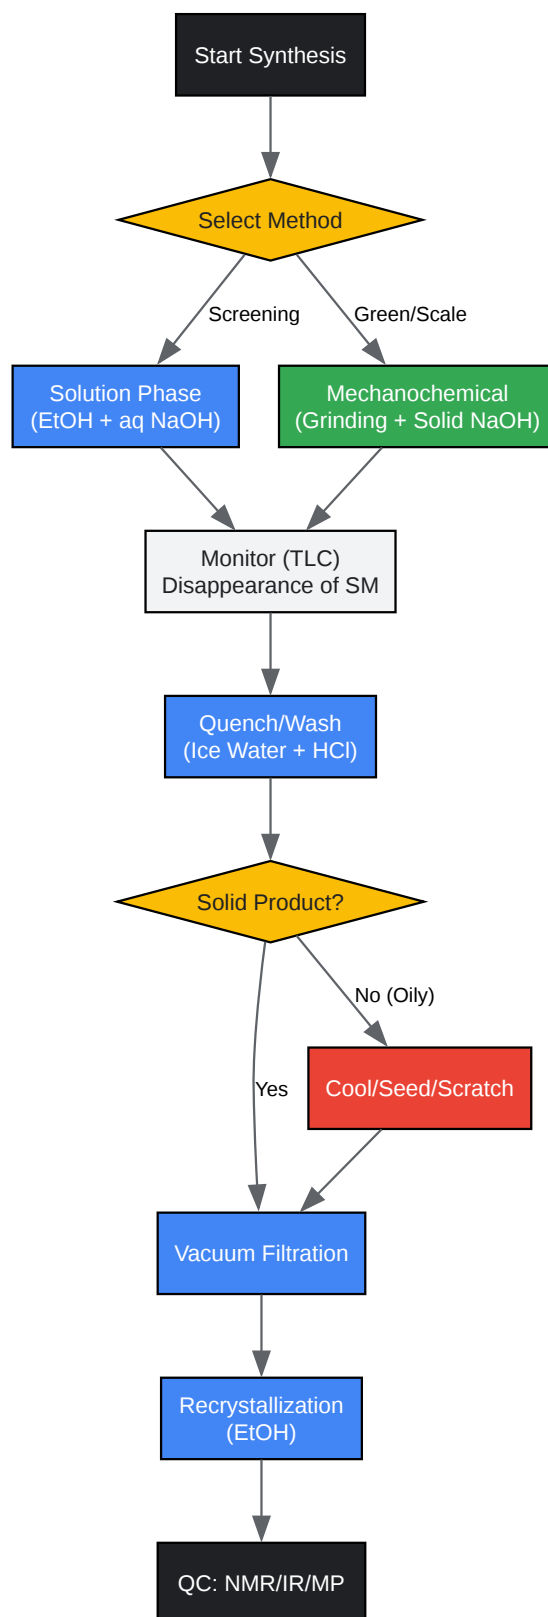 Start Synthesis
Select Method
Screening
Green/Scale
Solution Phase
(EtOH + aq NaOH)
Mechanochemical
(Grinding + Solid NaOH)
Monitor (TLC)
Disappearance of SM
Quench/Wash
(Ice Water + HCl)
Solid Product?
No (Oily)
Yes
Cool/Seed/Scratch
Vacuum Filtration
Recrystallization
(EtOH)
QC: NMR/IR/MP